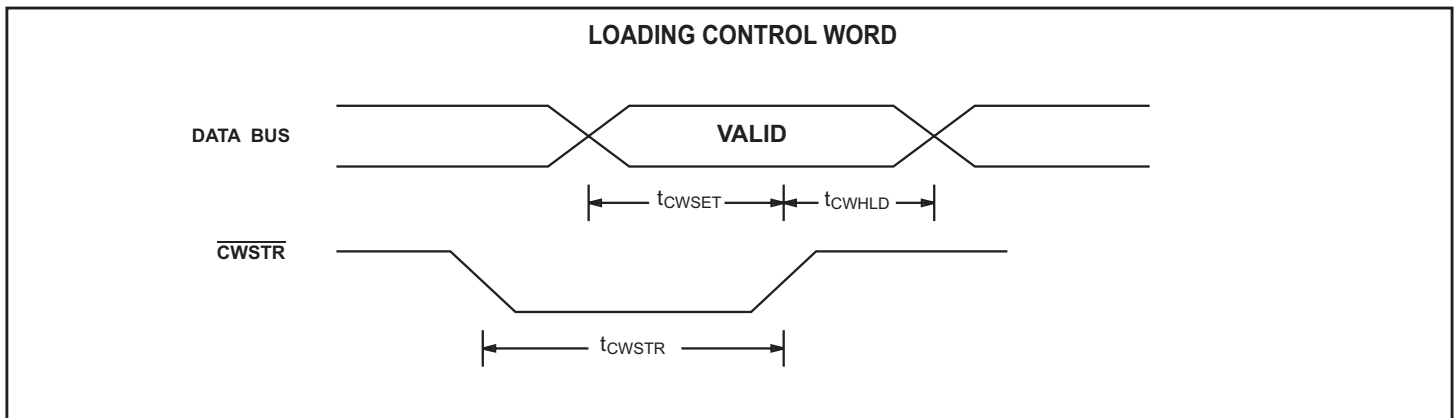 LOADING CONTROL WORD
DATA BUS
VALID
tCWSET
tCWHLD
CWSTR
tCWSTR